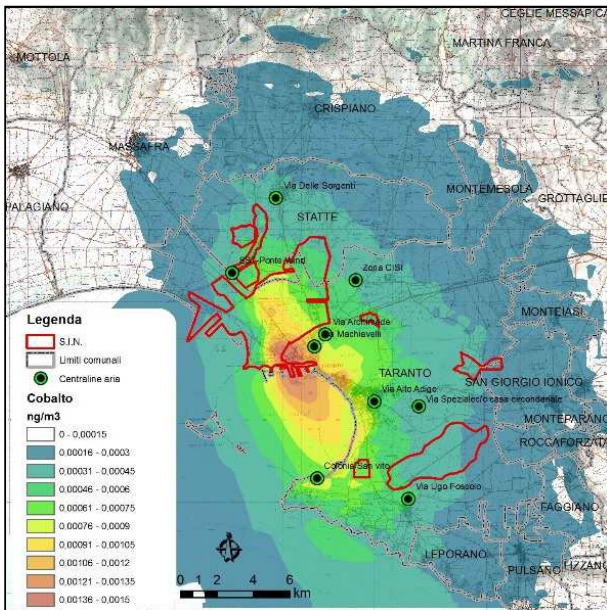 CEGLIE MESSAPICA
MARTINA FRANCA
MOTTOLA
CRISPIANO
MASSAFRA
MONTEMESOLA
GROTTAGLIE
PALAGIANO
Via Delle Sorgenti
STATTE
Zona CISI
MONTEIASI
Via Archimede
Machiavelli
TARANTO
SAN GIORGIO IONICO
Via Alto Adige
MONTEPARANO
ROCCAFORZATA
Colonia San vito
Via Ugo Foscolo
FAGGIANO
LEPORANO
PULSANO
LIZZANO
Legenda
S.I.N.
Limiti comunali
Centraline aria
Cobalto
ng/m3
0 - 0,00015
0,00016 - 0,0003
0,00031 - 0,00045
0,00046 - 0,0006
0,00061 - 0,00075
0,00076 - 0,0009
0,00091 - 0,00105
0,00106 - 0,0012
0,00121 - 0,00135
0,00136 - 0,0015
0 1 2 4 6
km